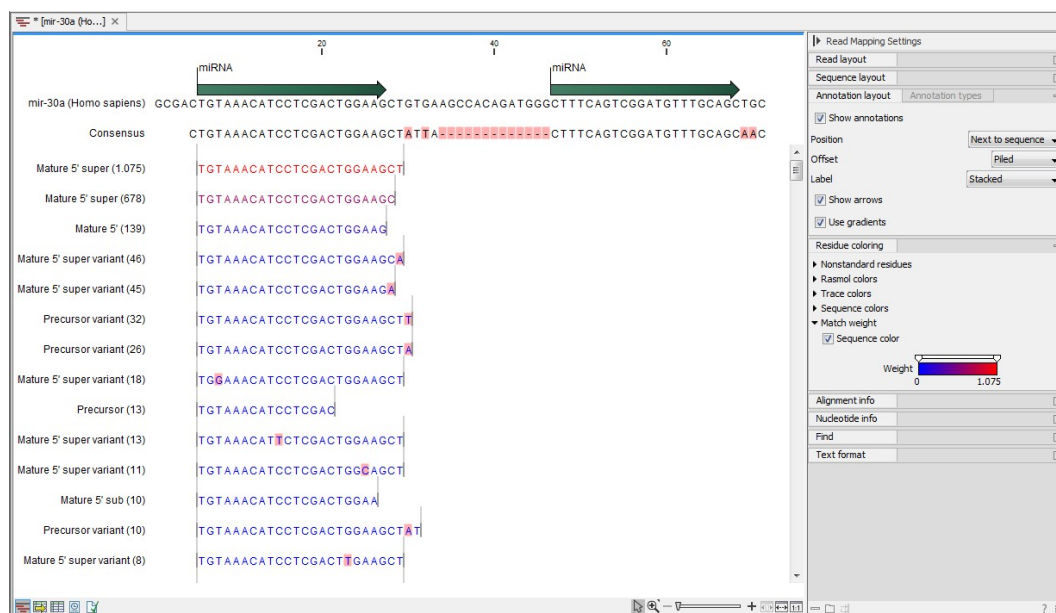 * [mir-30a (Ho...]
20
40
60
miRNA
miRNA
mir-30a (Homo sapiens) GCGACTGTAAACATCCTCGACTGGAAGCTGTGAAGCCACAGATGGGCTTTCAGTCGGATGTTTGCAGCTGC
Consensus CTGTAAACATCCTCGACTGGAAGCTATTA-------------CTTTCAGTCGGATGTTTGCAGCAAC
Mature 5' super (1.075) TGTAAACATCCTCGACTGGAAGCT
Mature 5' super (678) TGTAAACATCCTCGACTGGAAGC
Mature 5' (139) TGTAAACATCCTCGACTGGAAG
Mature 5' super variant (46) TGTAAACATCCTCGACTGGAAGCA
Mature 5' super variant (45) TGTAAACATCCTCGACTGGAAGA
Precursor variant (32) TGTAAACATCCTCGACTGGAAGCTT
Precursor variant (26) TGTAAACATCCTCGACTGGAAGCTA
Mature 5' super variant (18) TGGAAACATCCTCGACTGGAAGCT
Precursor (13) TGTAAACATCCTCGAC
Mature 5' super variant (13) TGTAAACATTCTCGACTGGAAGCT
Mature 5' super variant (11) TGTAAACATCCTCGACTGGCAGCT
Mature 5' sub (10) TGTAAACATCCTCGACTGGAA
Precursor variant (10) TGTAAACATCCTCGACTGGAAGCTAT
Mature 5' super variant (8) TGTAAACATCCTCGACTTGAAGCT
1:1
Read Mapping Settings
Read layout
Sequence layout
Annotation layout
Annotation types
Show annotations
Position Next to sequence
Offset Piled
Label Stacked
Show arrows
Use gradients
Residue coloring
Nonstandard residues
Rasmol colors
Trace colors
Sequence colors
Match weight
Sequence color
Weight
0 1.075
Alignment info
Nucleotide info
Find
Text format
?